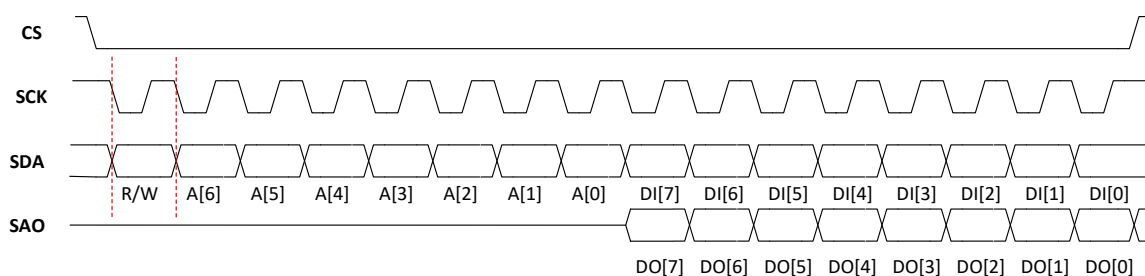 CS
SCK
SDA
R/W A[6] A[5] A[4] A[3] A[2] A[1] A[0] DI[7] DI[6] DI[5] DI[4] DI[3] DI[2] DI[1] DI[0]
SAO
DO[7] DO[6] DO[5] DO[4] DO[3] DO[2] DO[1] DO[0]